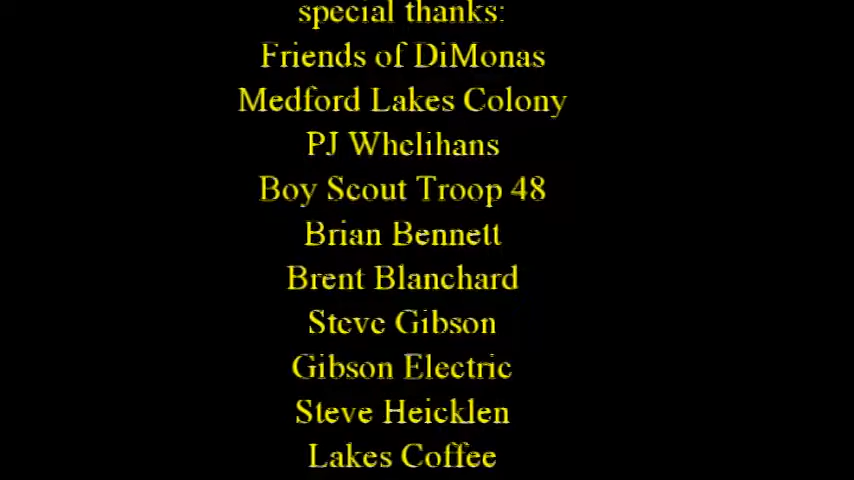 special thanks:
Friends of DiMonas
Medford Lakes Colony
PJ Whelihans
Boy Scout Troop 48
Brian Bennett
Brent Blanchard
Steve Gibson
Gibson Electric
Steve Heicklen
Lakes Coffee